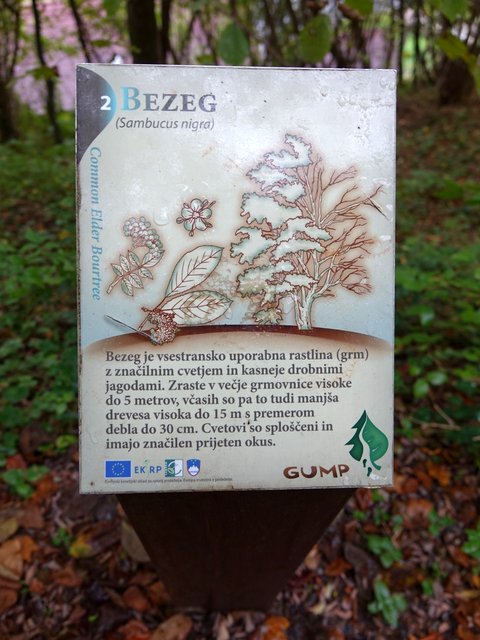 2 BEZEG
(Sambucus nigra)
Common Elder Bourtree
Bezeg je vsestransko uporabna rastlina (grm)
z značilnim cvetjem in kasneje drobnimi
jagodami. Zraste v večje grmovnice visoke
do 5 metrov, včasih so pa to tudi manjša
drevesa visoka do 15 m s premerom
debla do 30 cm. Cvetovi so sploščeni in
imajo značilen prijeten okus.
EKSRP
GUMP